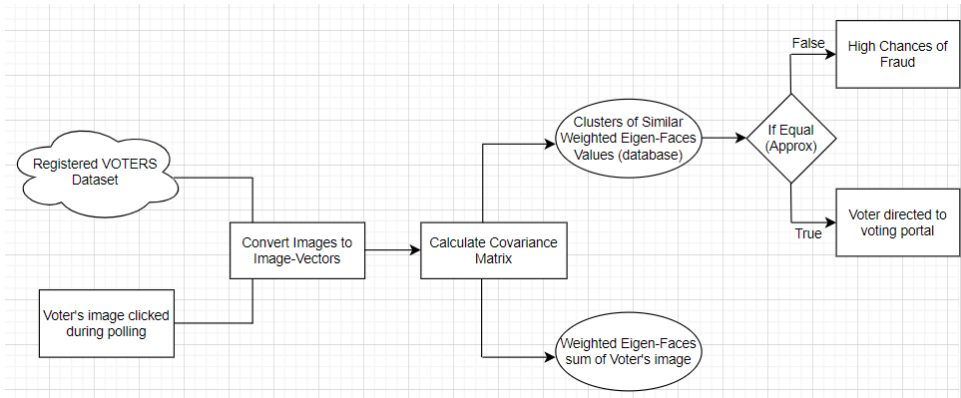 Registered VOTERS
Dataset
Voter's image clicked
during polling
Convert Images to
Image-Vectors
Calculate Covariance
Matrix
Clusters of Similar
Weighted Eigen-Faces
Values (database)
Weighted Eigen-Faces
sum of Voter's image
If Equal
(Approx)
False
High Chances of
Fraud
True
Voter directed to
voting portal